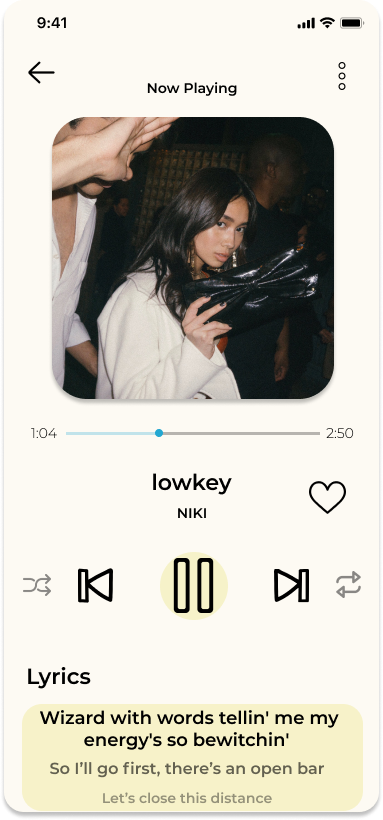 9:41
Now Playing
1:04 2:50
lowkey
NIKI
Lyrics
Wizard with words tellin' me my
energy's so bewitchin'
So I’ll go first, there’s an open bar
Let’s close this distance